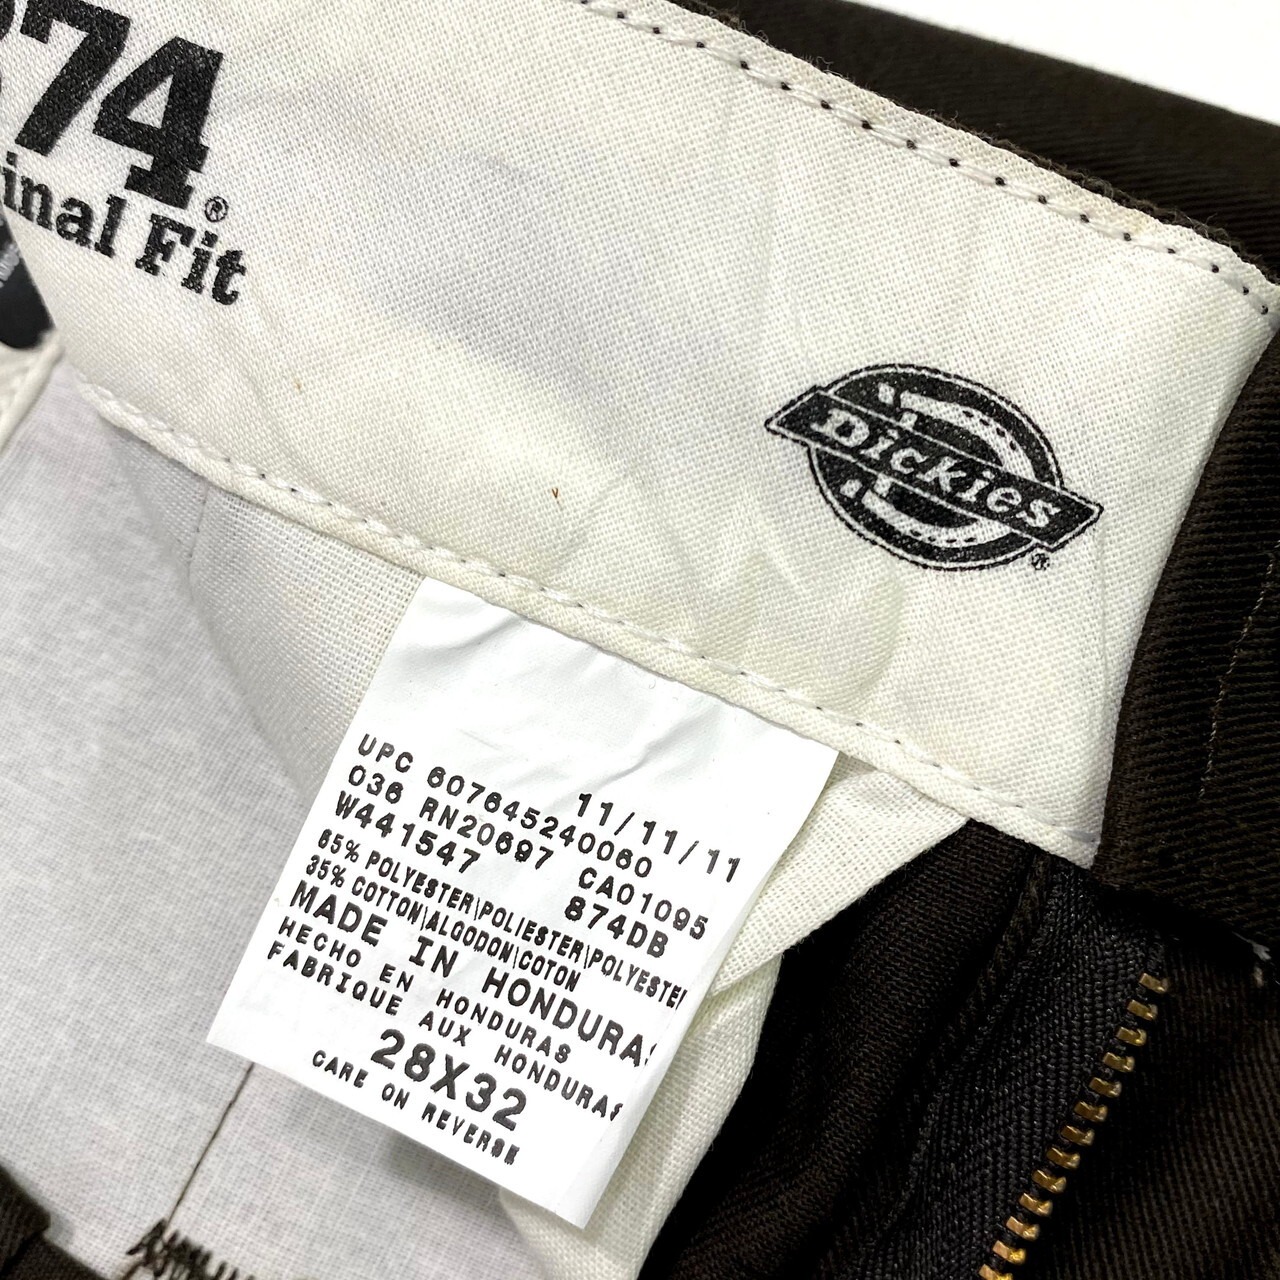 874®
inal Fit
Dickies®
11/11/11
UPC 607645240060
036 RN20697 CA01095
W441547 874DB
65% POLYESTER\POLIESTER\POLYESTER
35% COTTON\ALGODON\COTON
MADE IN HONDURAS
HECHO EN HONDURAS
FABRIQUE AUX HONDURAS
28X32
CARE ON REVERSE